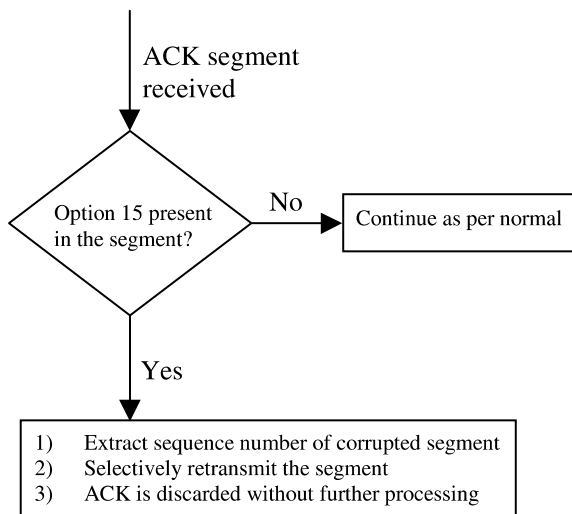 ACK segment
received
Option 15 present
in the segment?
No
Continue as per normal
Yes
1) Extract sequence number of corrupted segment
2) Selectively retransmit the segment
3) ACK is discarded without further processing